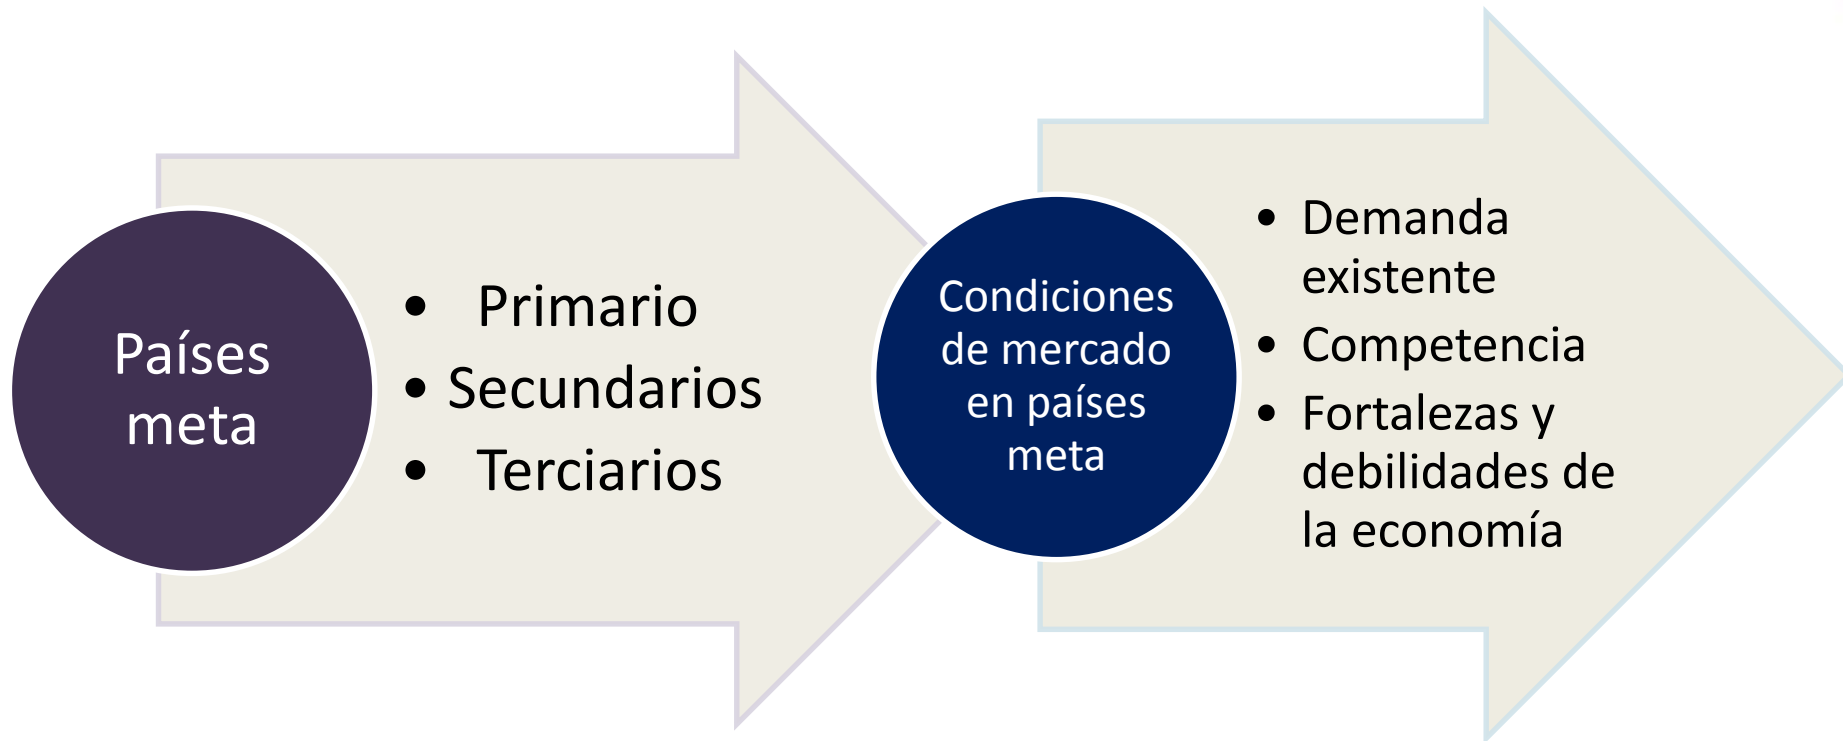 Países
meta
• Primario
• Secundarios
• Terciarios
Condiciones
de mercado
en países
meta
• Demanda
existente
• Competencia
• Fortalezas y
debilidades de
la economía